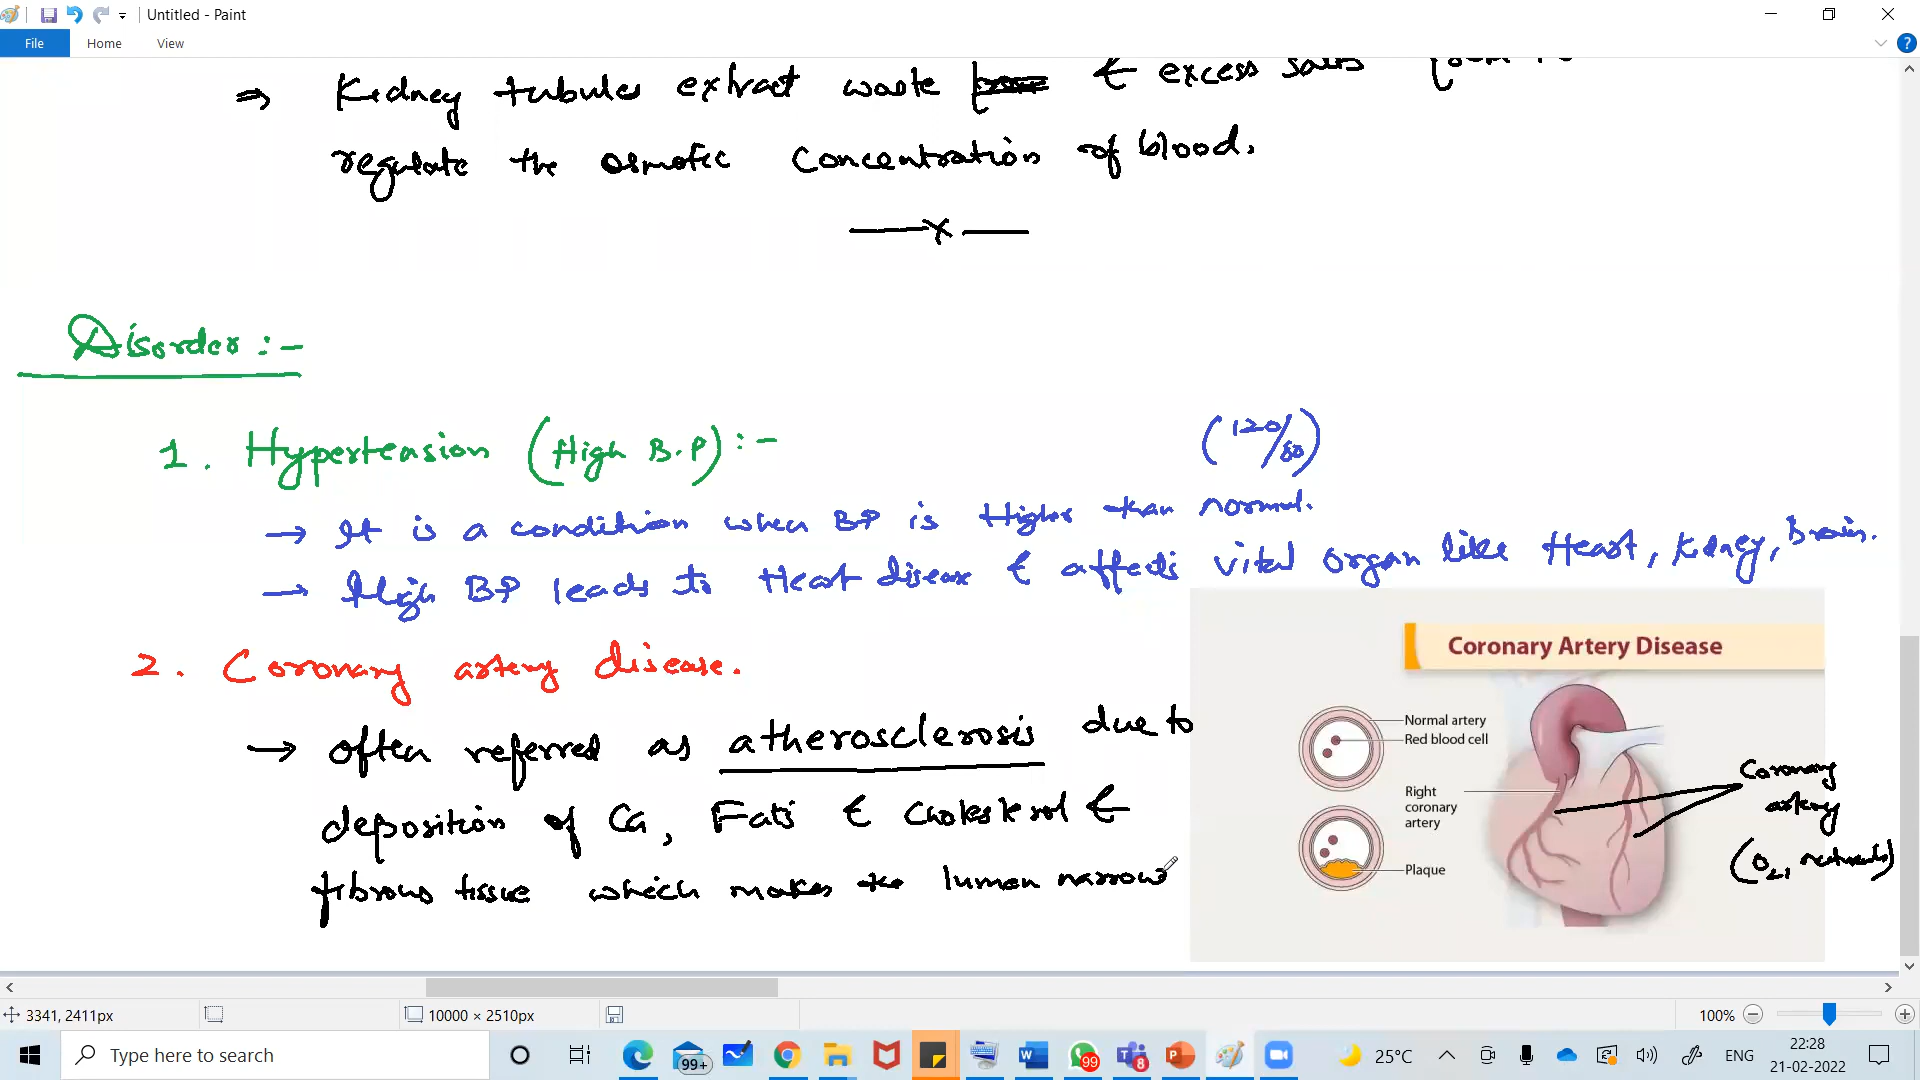 Untitled - Paint
File Home View
⇒ Kidney tubules extract waste & excess salts
regulate the osmotic concentration of blood.
—x—
Disorder :-
1. Hypertension (High B.P) :-
(120/80)
→ It is a condition when BP is Higher than normal.
→ High BP leads to Heart disease & affects vital organ like Heart, Kidney, Brain.
2. Coronary artery disease.
→ often referred as atherosclerosis due to
deposition of Ca, Fats & Cholesterol &
fibrous tissue which makes the lumen narrow
Coronary Artery Disease
Normal artery
Red blood cell
Right
coronary
artery
Plaque
Coronary
artery
(O2,
3341, 2411px
10000 × 2510px
100%
Type here to search
99+
99
8
25°C
ENG
22:28
21-02-2022